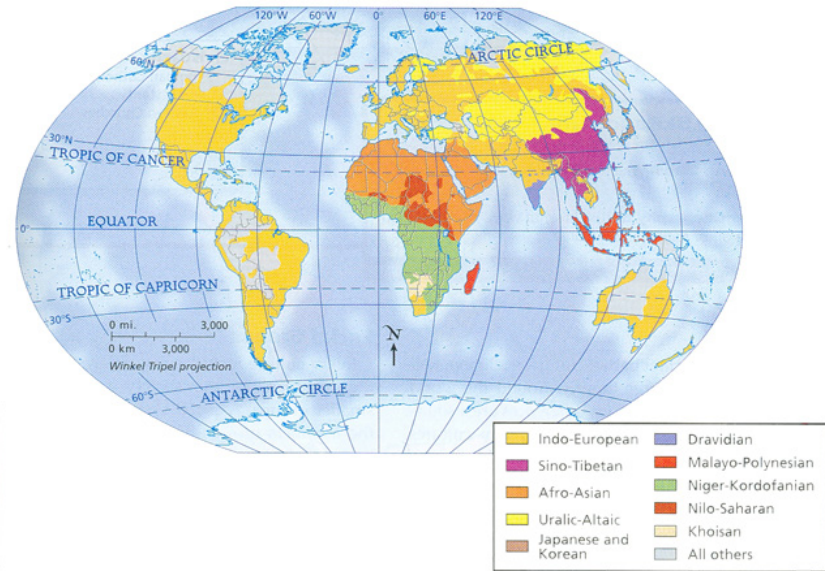 120°W 60°W 0° 60°E 120°E
ARCTIC CIRCLE
60°N
30°N
TROPIC OF CANCER
EQUATOR
0°
0°
TROPIC OF CAPRICORN
30°S
0 mi. 3,000
0 km 3,000
Winkel Tripel projection
N
60°S
ANTARCTIC CIRCLE
Indo-European
Sino-Tibetan
Afro-Asian
Uralic-Altaic
Japanese and
Korean
Dravidian
Malayo-Polynesian
Niger-Kordofanian
Nilo-Saharan
Khoisan
All others